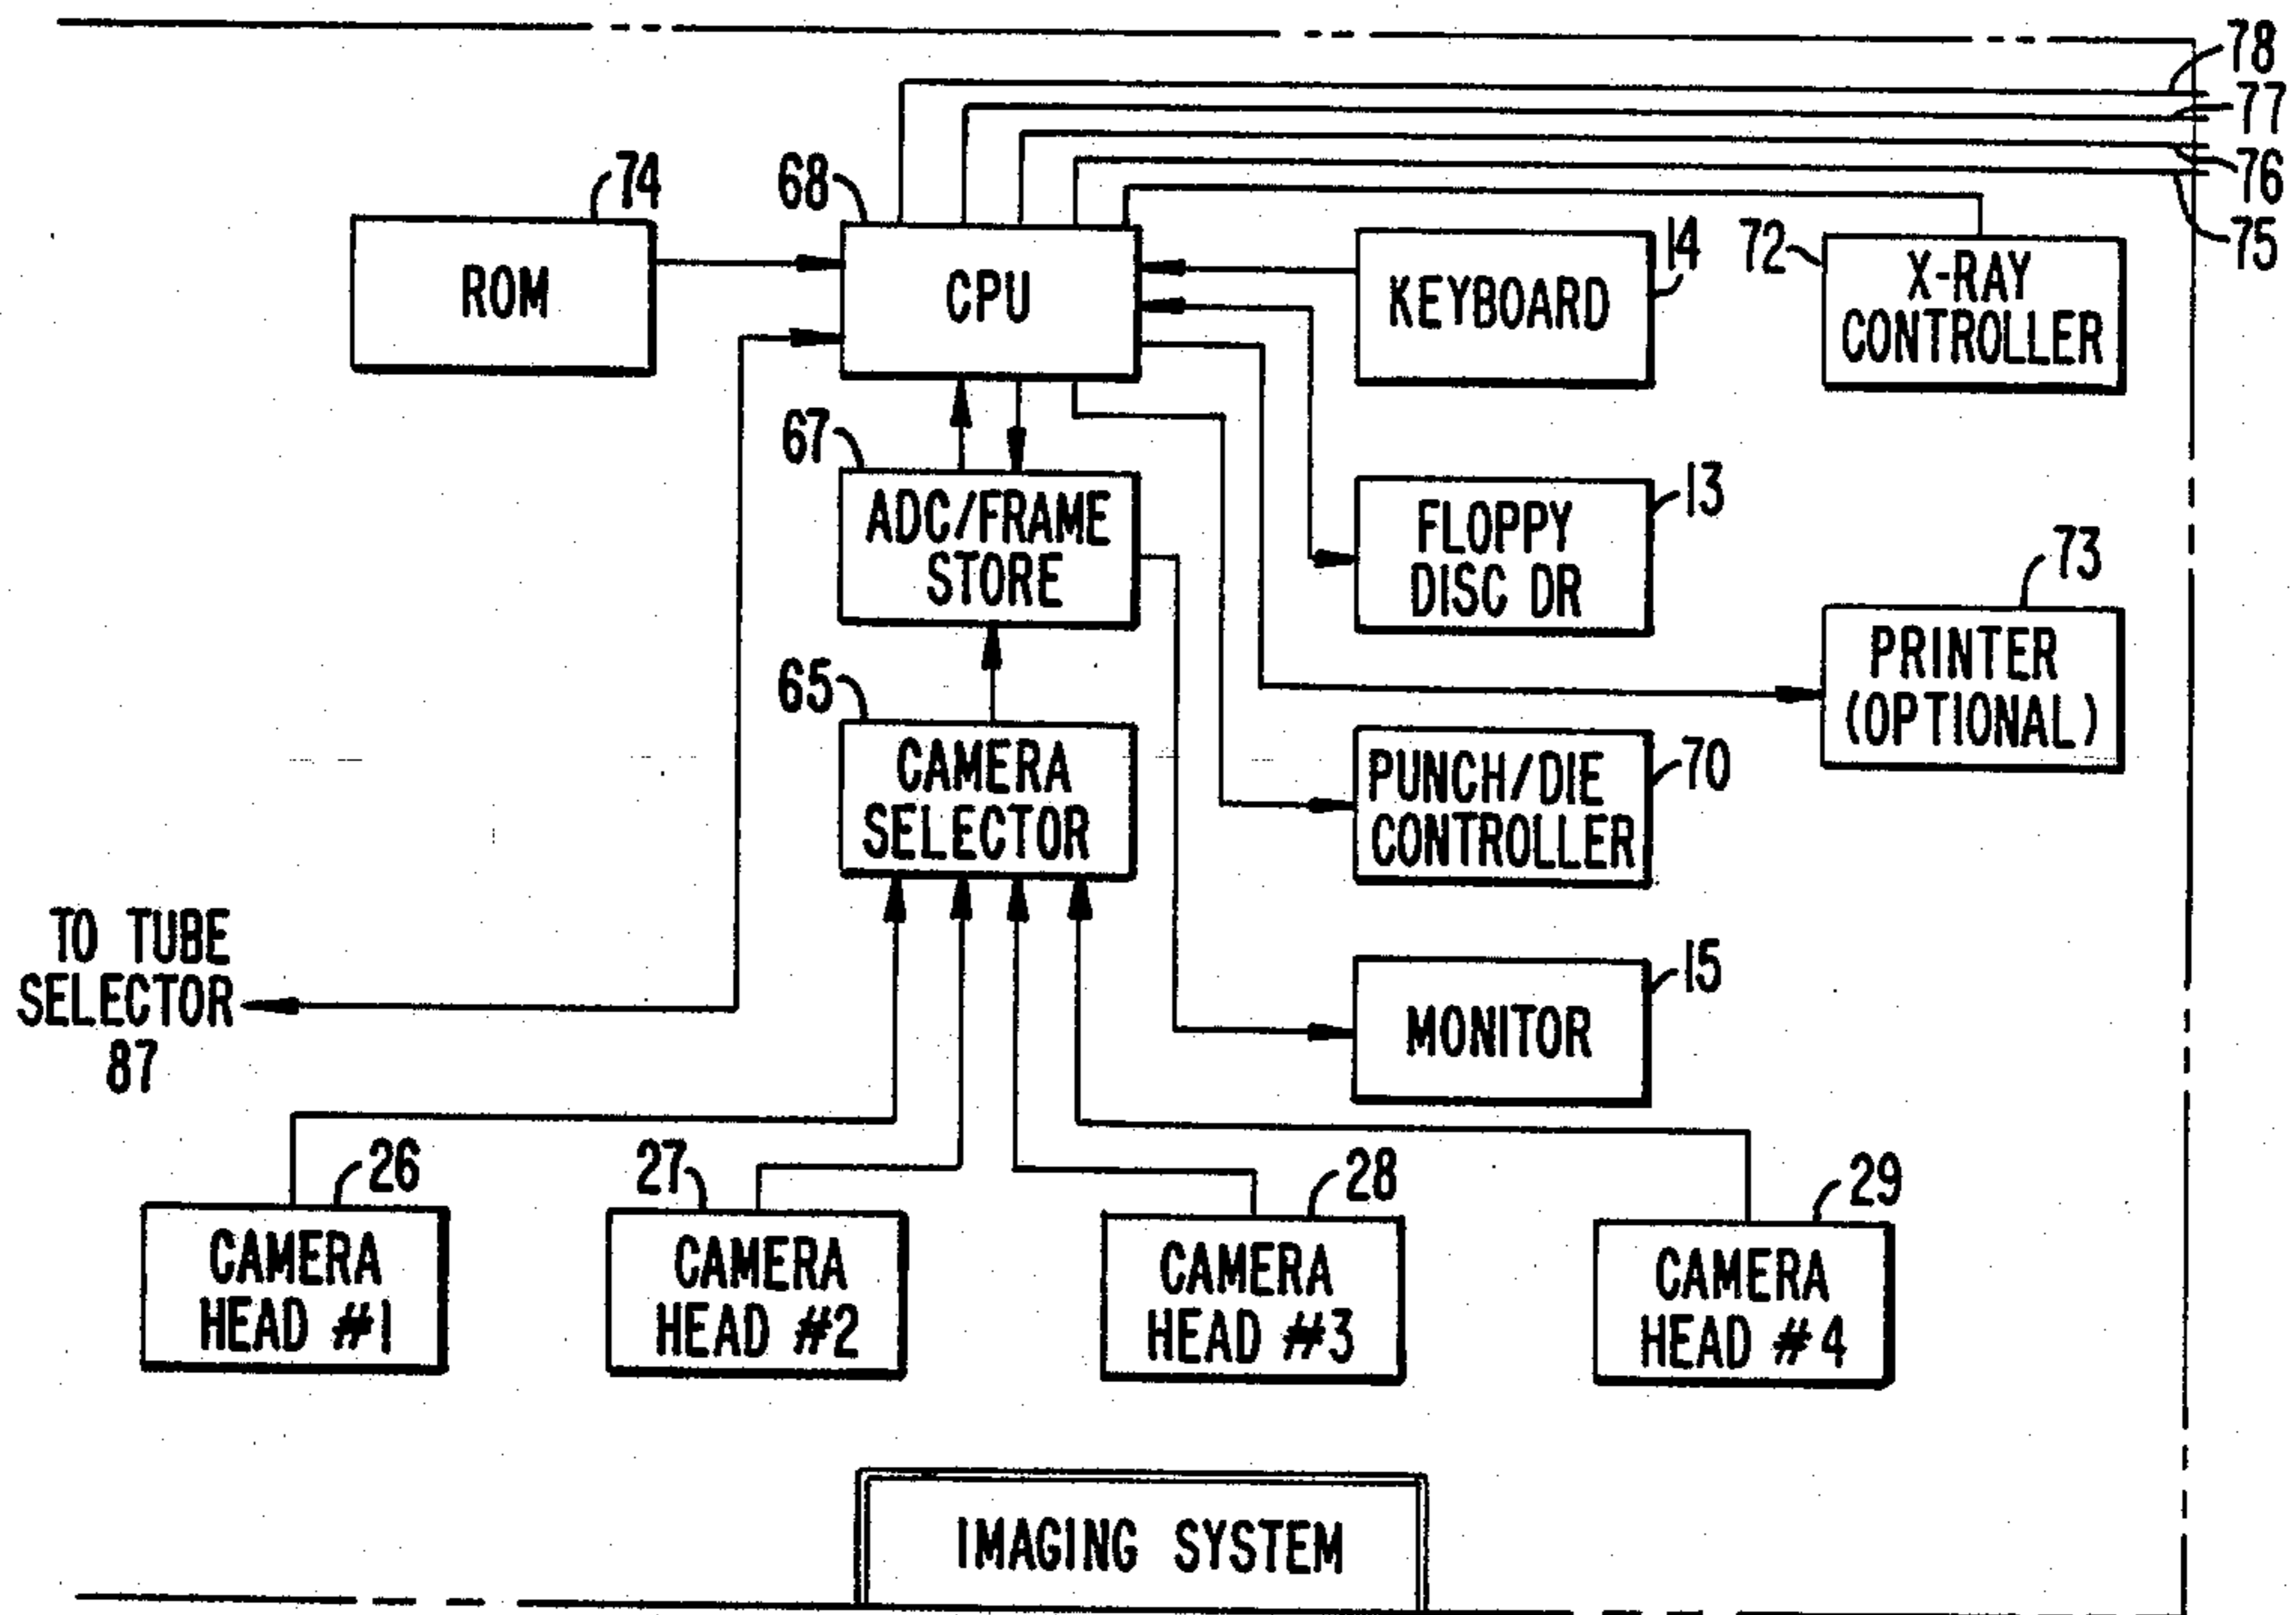 78
77
76
75
74
68
ROM
CPU
KEYBOARD
14
72
X-RAY
CONTROLLER
67
ADC/FRAME
STORE
FLOPPY
DISC DR
13
73
PRINTER
(OPTIONAL)
65
CAMERA
SELECTOR
PUNCH/DIE
CONTROLLER
70
TO TUBE
SELECTOR
87
MONITOR
15
26
CAMERA
HEAD #1
27
CAMERA
HEAD #2
28
CAMERA
HEAD #3
29
CAMERA
HEAD #4
IMAGING SYSTEM